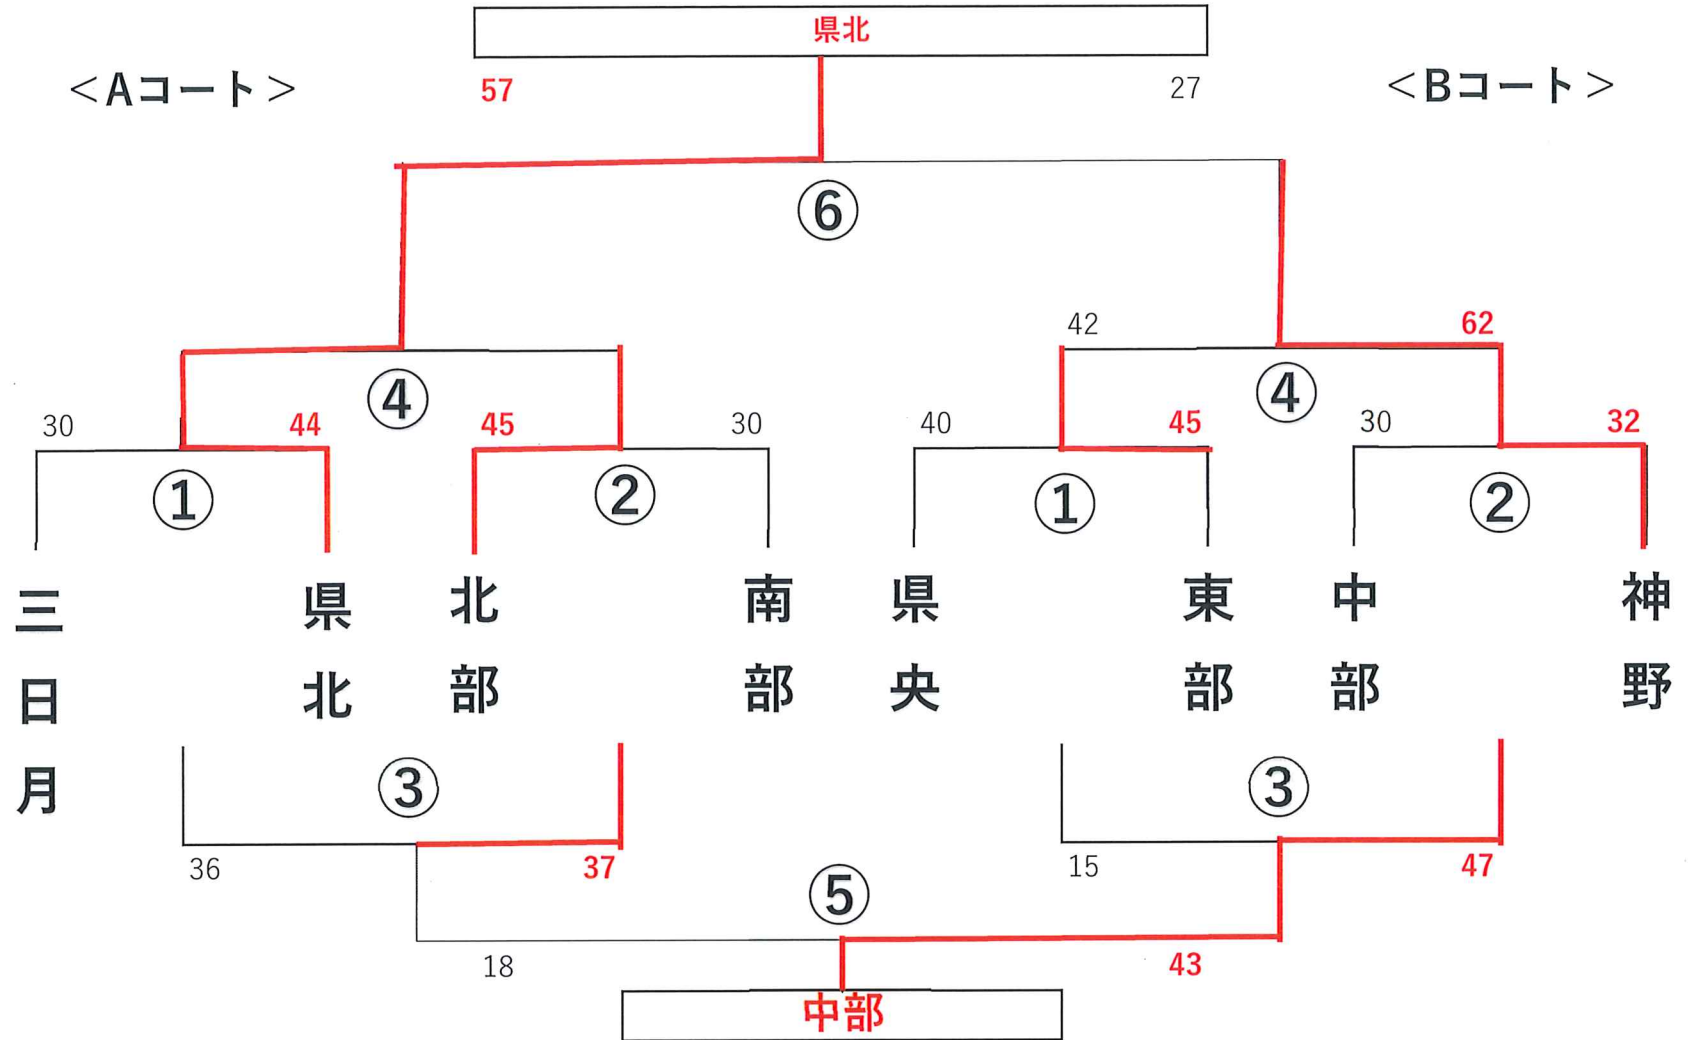 県北
<Aコート>
57
27
<Bコート>
⑥
42
62
④
④
30
44
45
30
40
45
30
32
①
②
①
②
三日月
県北
北部
南部
県央
東部
中部
神野
③
③
36
37
15
47
⑤
18
43
中部